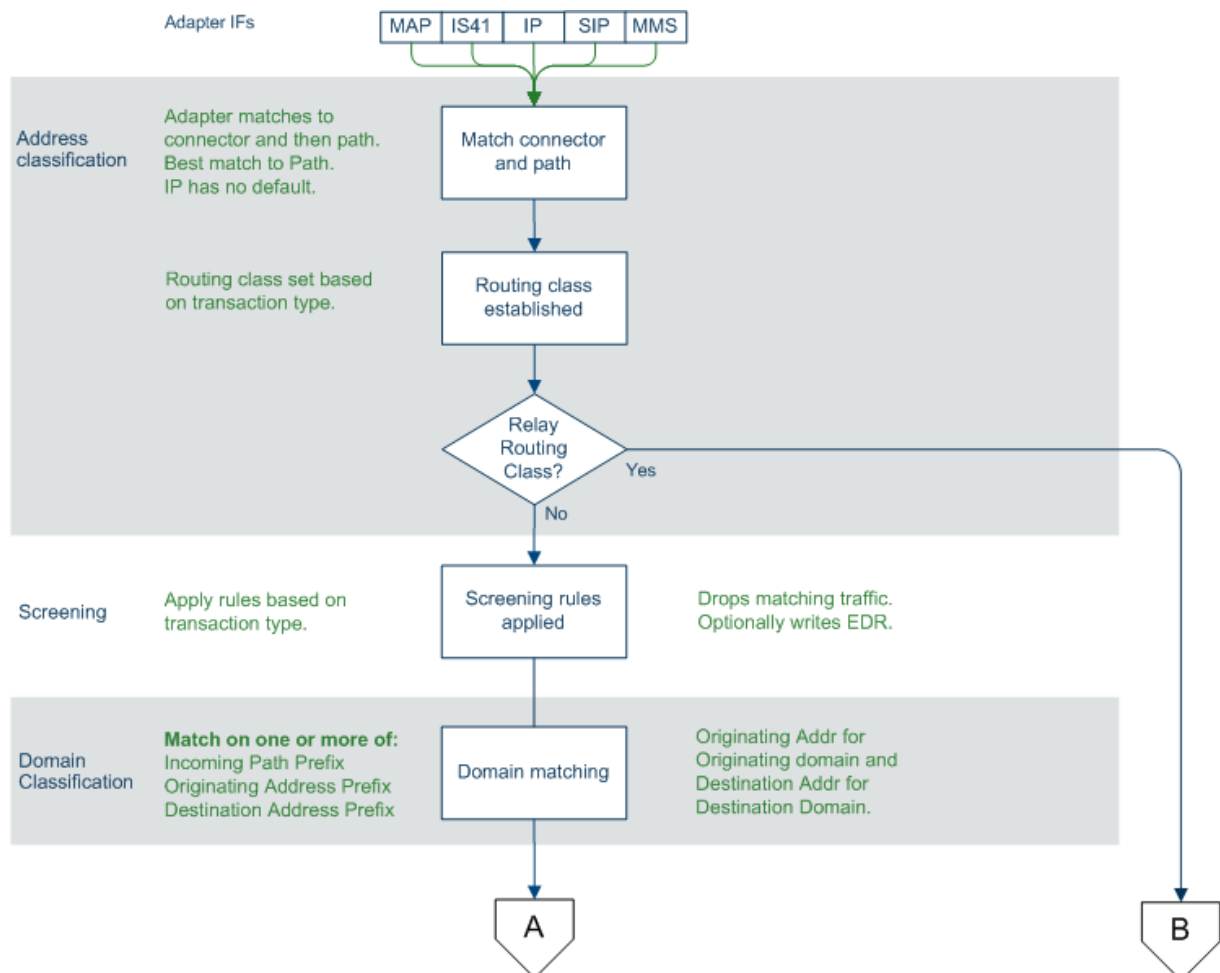 Adapter IFs
MAP IS41 IP SIP MMS
Address
classification
Adapter matches to
connector and then path.
Best match to Path.
IP has no default.
Match connector
and path
Routing class set based
on transaction type.
Routing class
established
Relay
Routing
Class?
Yes
No
Screening
Apply rules based on
transaction type.
Screening rules
applied
Drops matching traffic.
Optionally writes EDR.
Domain
Classification
Match on one or more of:
Incoming Path Prefix
Originating Address Prefix
Destination Address Prefix
Domain matching
Originating Addr for
Originating domain and
Destination Addr for
Destination Domain.
A
B